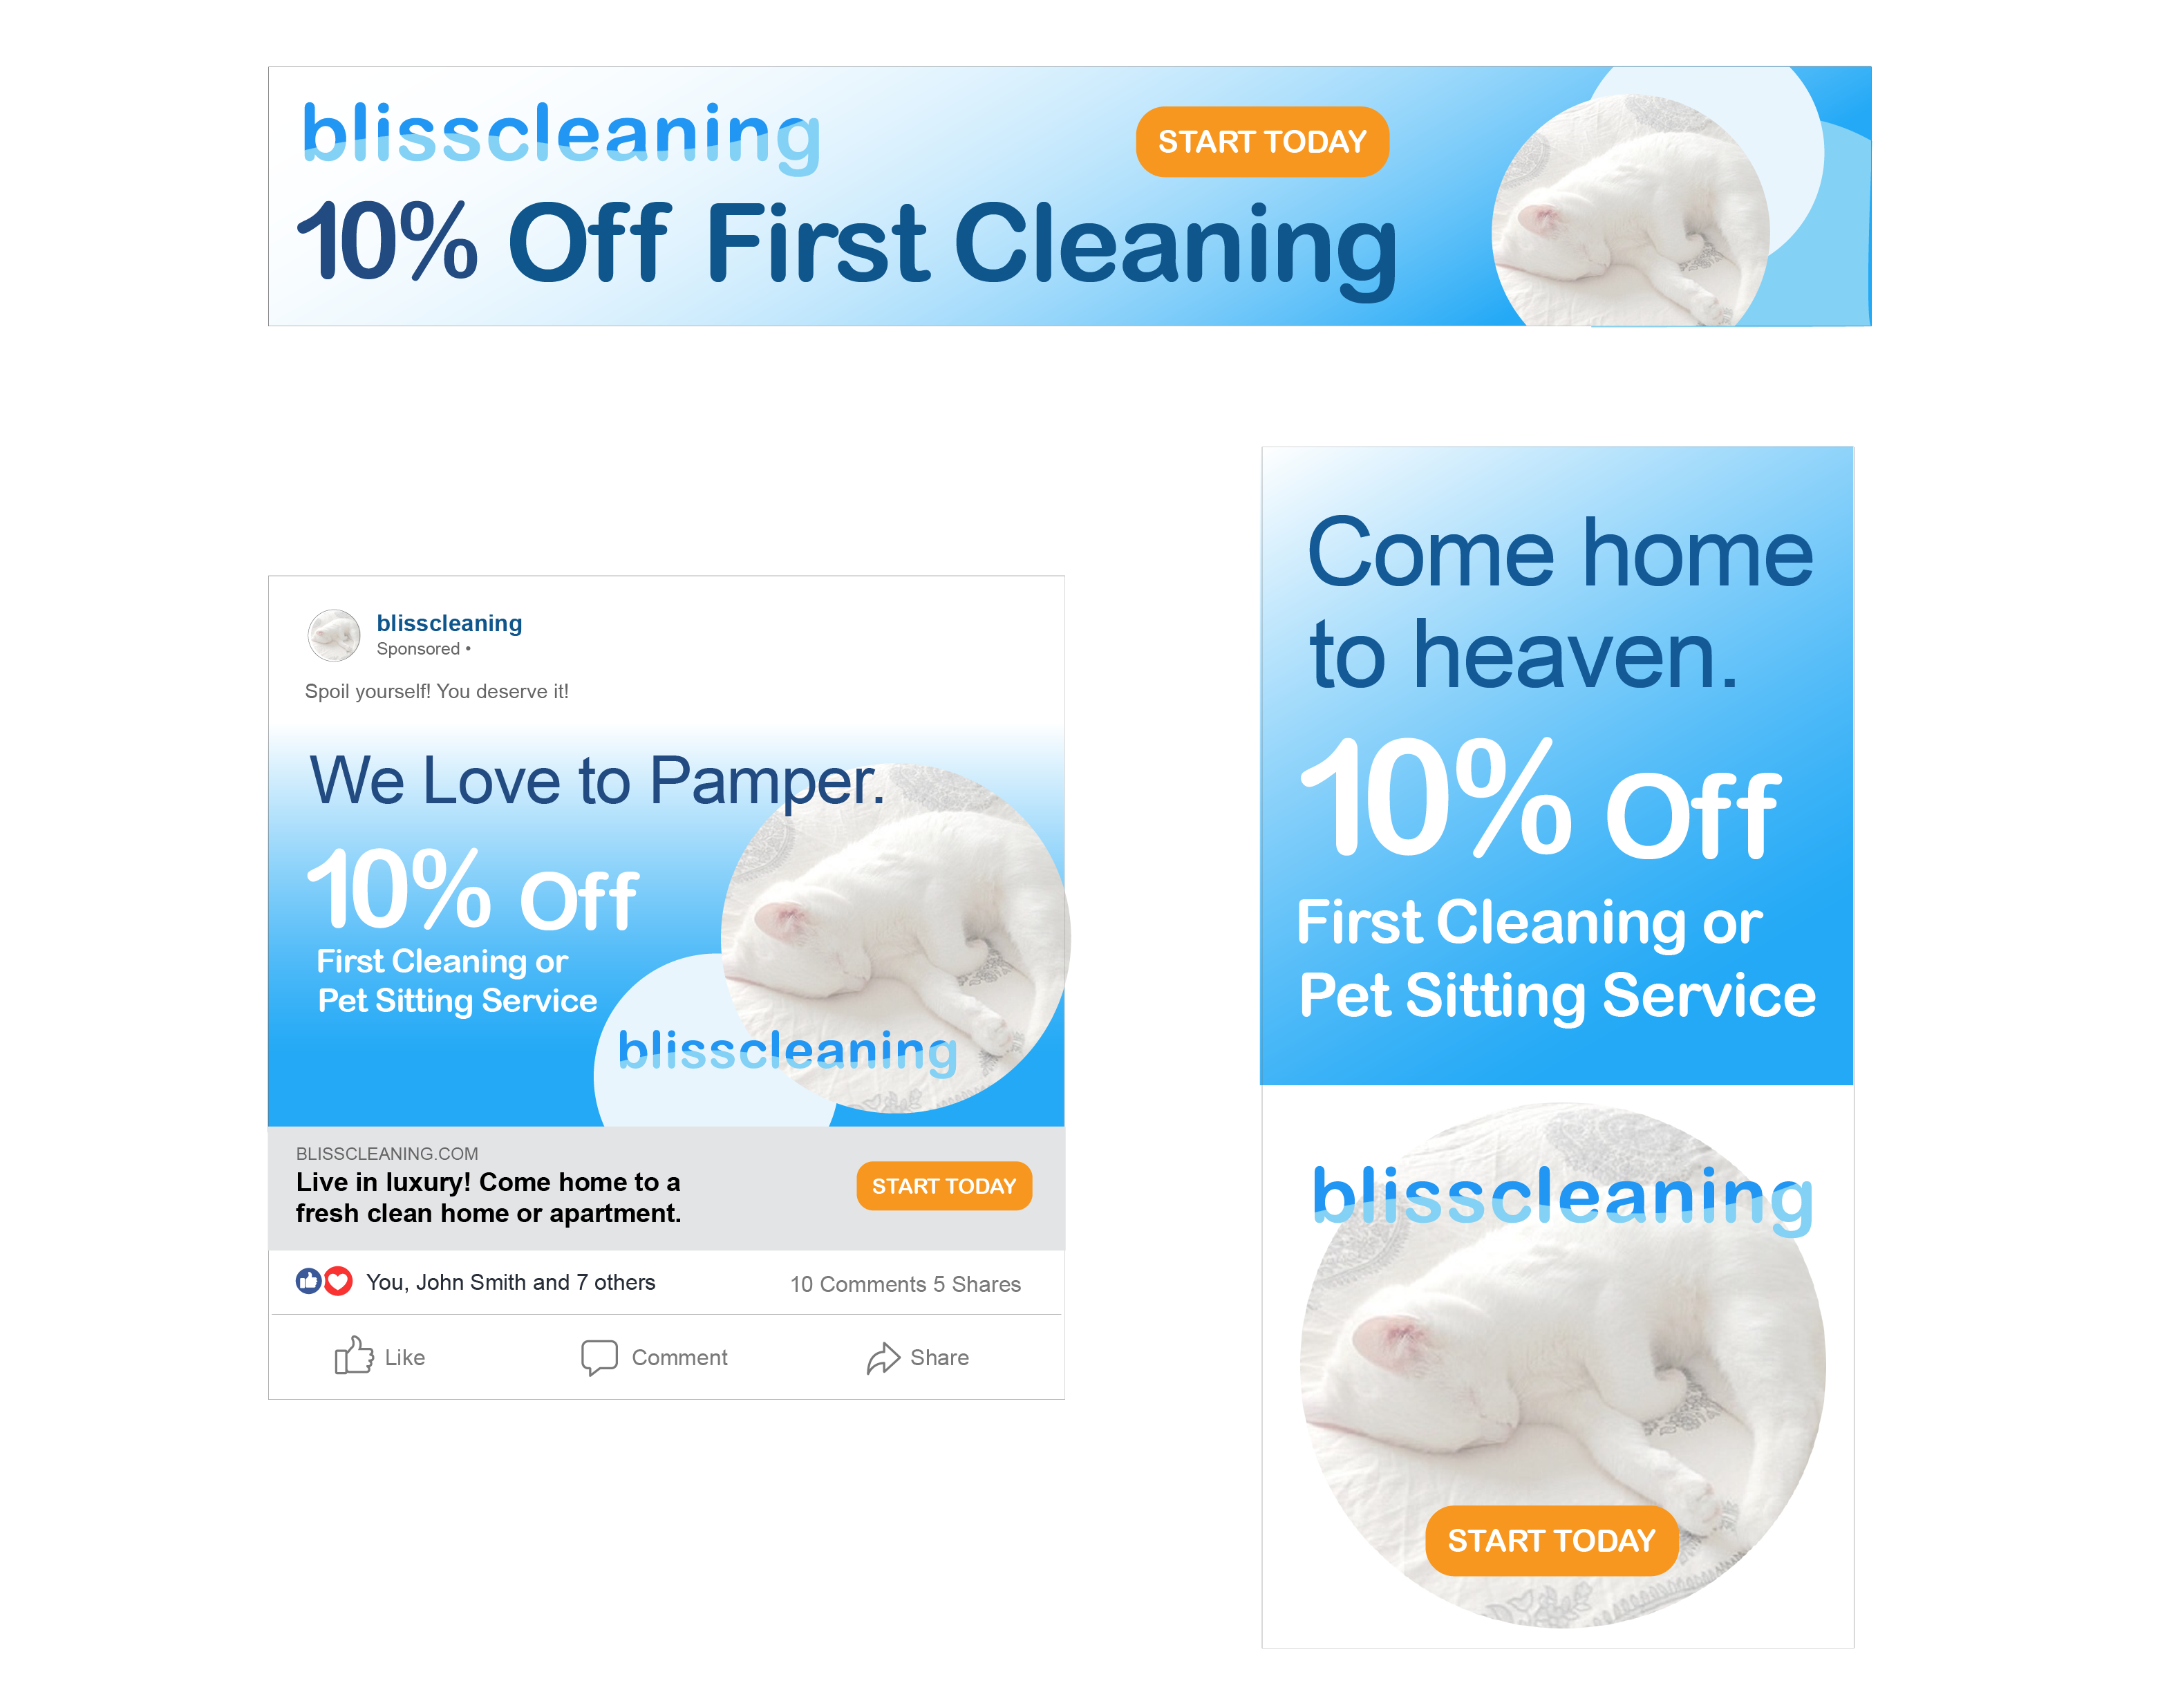 blisscleaning
START TODAY
10% Off First Cleaning
blisscleaning
Sponsored •
Spoil yourself! You deserve it!
We Love to Pamper.
10% Off
First Cleaning or
Pet Sitting Service
blisscleaning
BLISSCLEANING.COM
Live in luxury! Come home to a
fresh clean home or apartment.
START TODAY
You, John Smith and 7 others
10 Comments 5 Shares
Like
Comment
Share
Come home
to heaven.
10% Off
First Cleaning or
Pet Sitting Service
blisscleaning
START TODAY